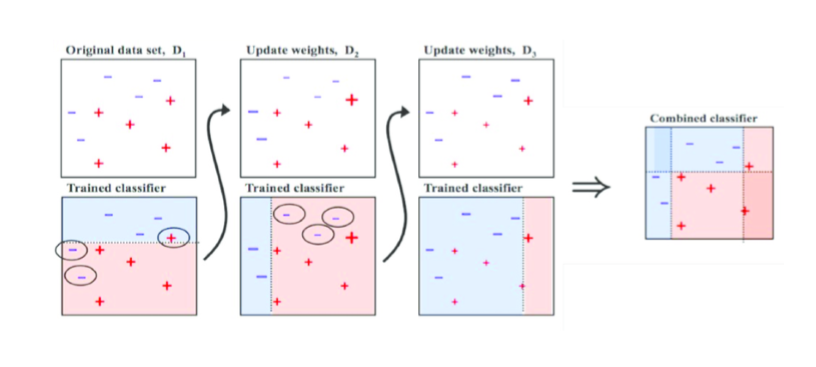 Original data set, D₁
Update weights, D₂
Update weights, D₃
Combined classifier
Trained classifier
Trained classifier
Trained classifier